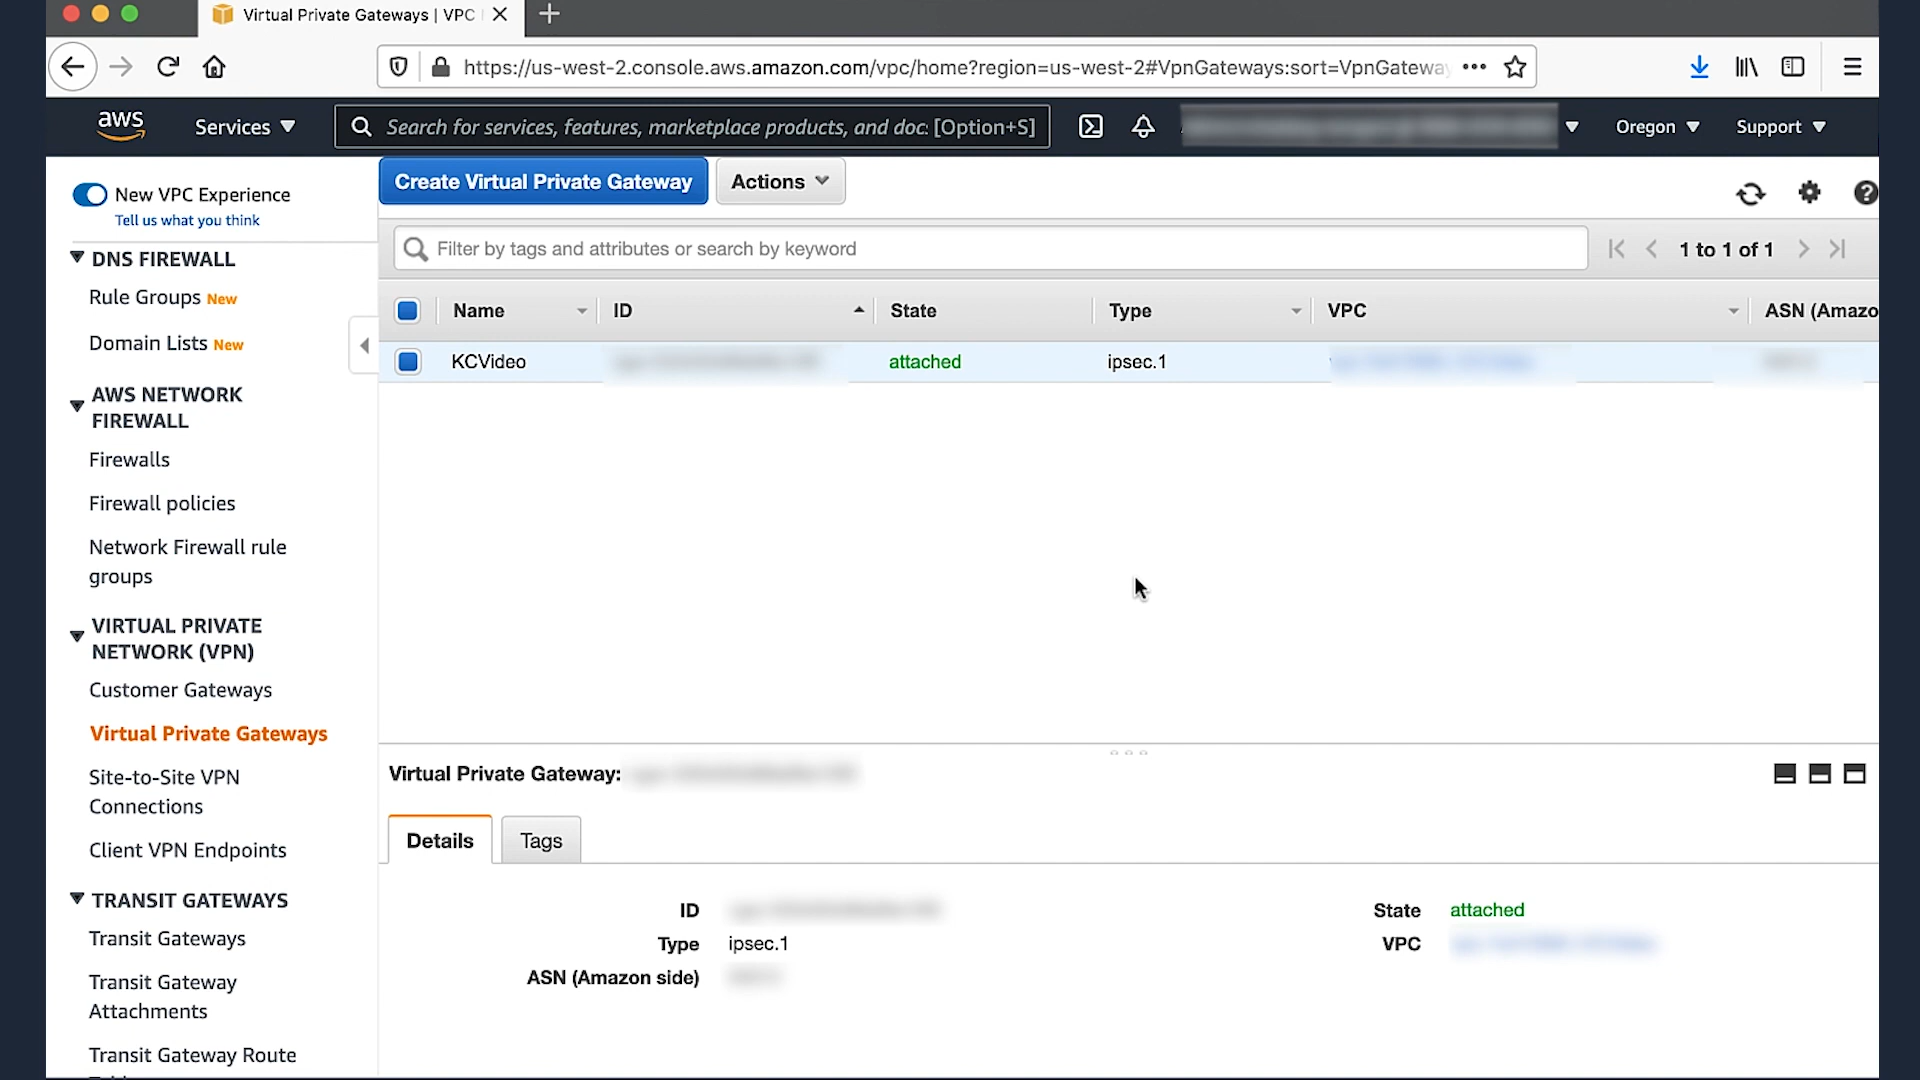 Virtual Private Gateways | VPC
https://us-west-2.console.aws.amazon.com/vpc/home?region=us-west-2#VpnGateways:sort=VpnGateway
aws
Services
Search for services, features, marketplace products, and doc [Option+S]
Oregon
Support
New VPC Experience
Tell us what you think
DNS FIREWALL
Rule Groups New
Domain Lists New
AWS NETWORK
FIREWALL
Firewalls
Firewall policies
Network Firewall rule
groups
VIRTUAL PRIVATE
NETWORK (VPN)
Customer Gateways
Virtual Private Gateways
Site-to-Site VPN
Connections
Client VPN Endpoints
TRANSIT GATEWAYS
Transit Gateways
Transit Gateway
Attachments
Transit Gateway Route
Create Virtual Private Gateway
Actions
Filter by tags and attributes or search by keyword
1 to 1 of 1
Name ID State Type VPC ASN (Amazo
KCVideo attached ipsec.1
Virtual Private Gateway:
Details
Tags
ID
State attached
Type ipsec.1
VPC
ASN (Amazon side)